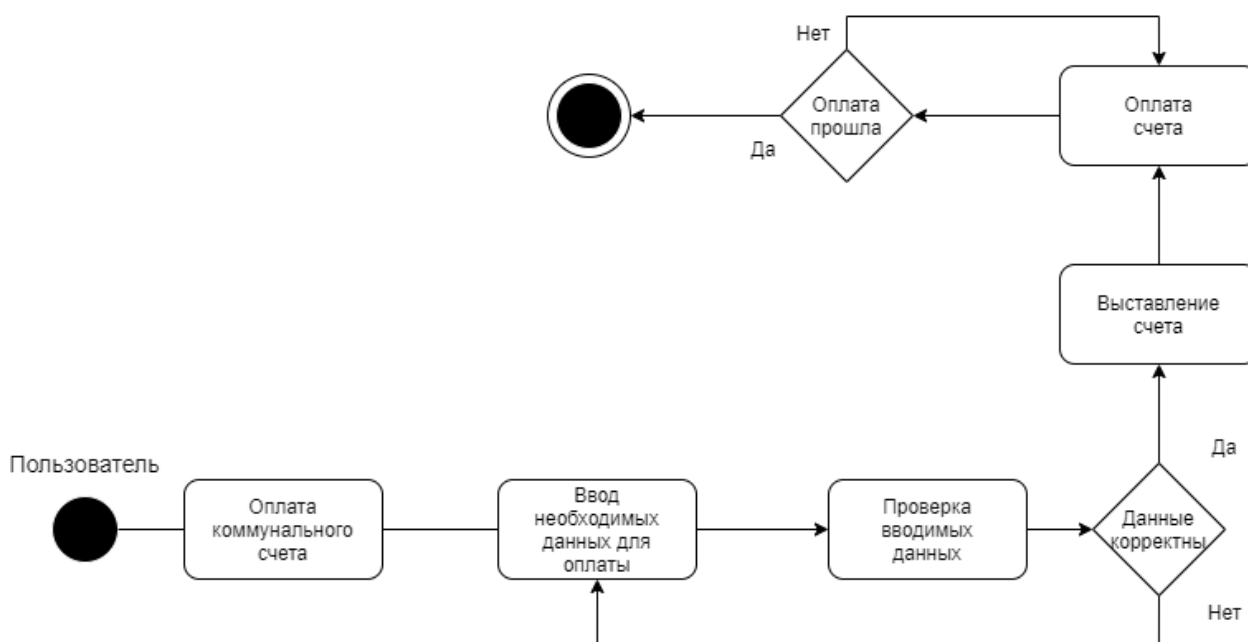 Нет
Оплата
прошла
Да
Оплата
счета
Выставление
счета
Да
Пользователь
Оплата
коммунального
счета
Ввод
необходимых
данных для
оплаты
Проверка
вводимых
данных
Данные
корректны
Нет